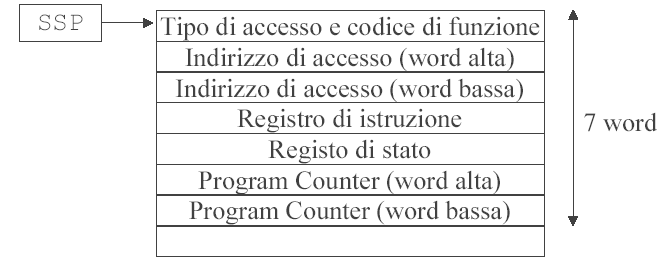 SSP
Tipo di accesso e codice di funzione
Indirizzo di accesso (word alta)
Indirizzo di accesso (word bassa)
Registro di istruzione
Registo di stato
Program Counter (word alta)
Program Counter (word bassa)
7 word